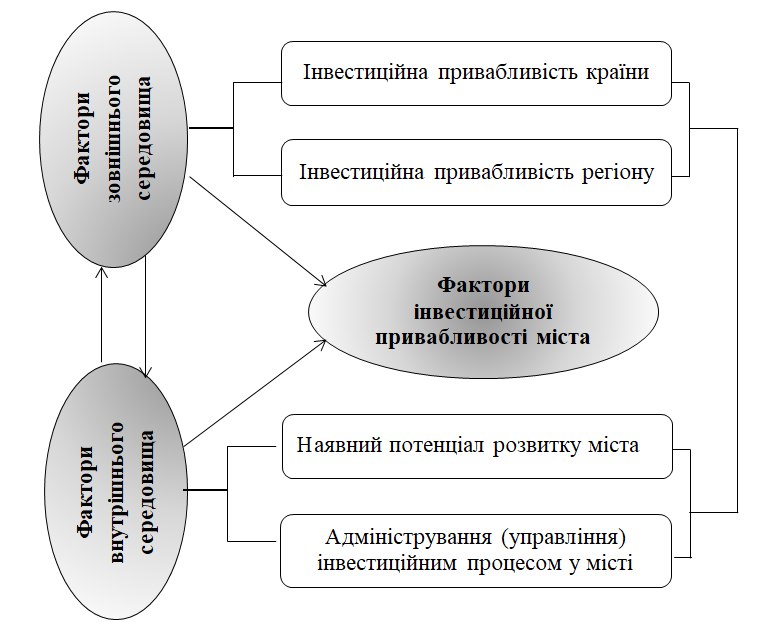 Фактори
зовнішнього
середовища
Інвестиційна привабливість країни
Інвестиційна привабливість регіону
Фактори
інвестиційної
привабливості міста
Фактори
внутрішнього
середовища
Наявний потенціал розвитку міста
Адміністрування (управління)
інвестиційним процесом у місті